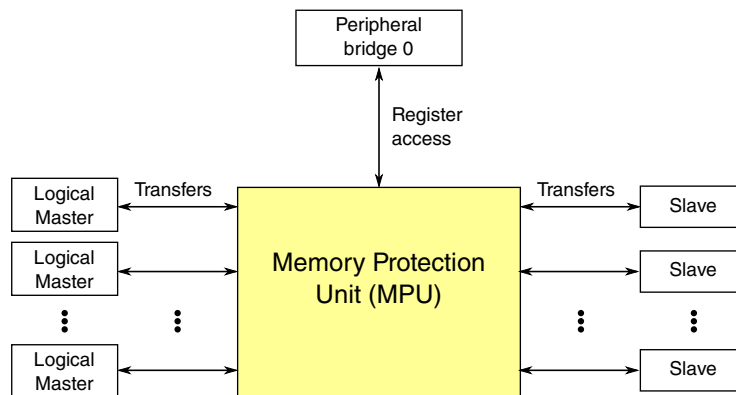 Peripheral
bridge 0
Register
access
Transfers
Transfers
Logical
Master
Slave
Memory Protection
Unit (MPU)
Logical
Master
Slave
Logical
Master
Slave